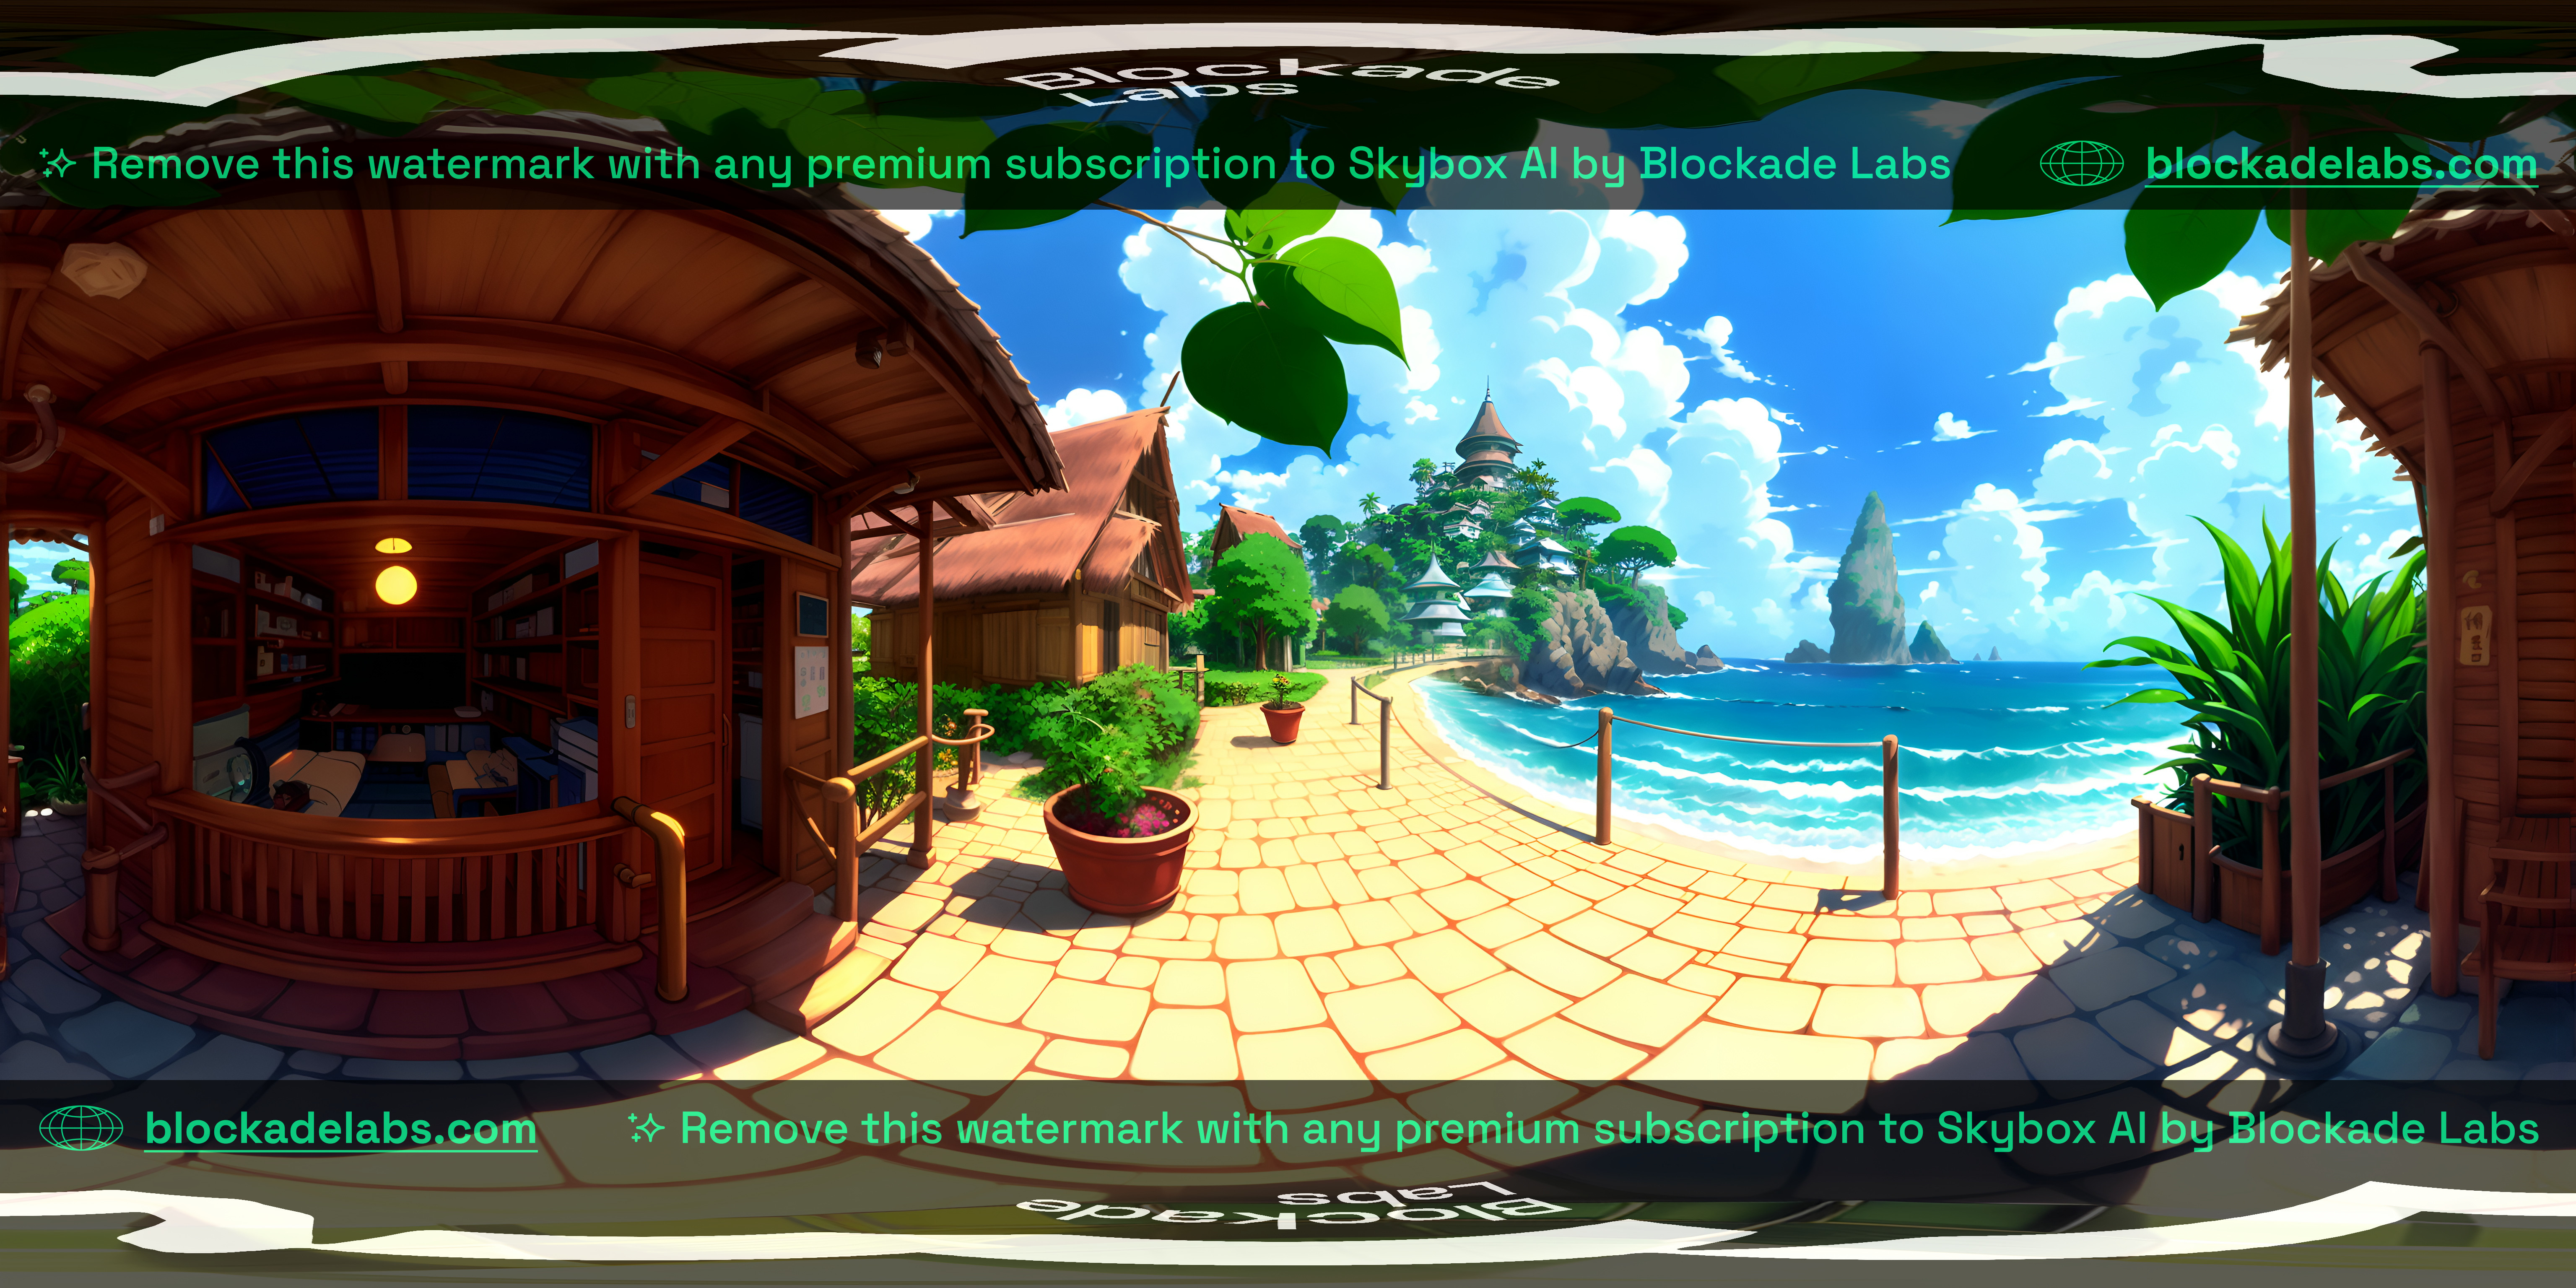 Blockade
Labs
Remove this watermark with any premium subscription to Skybox AI by Blockade Labs
blockadelabs.com
blockadelabs.com
Remove this watermark with any premium subscription to Skybox AI by Blockade Labs
Blockade
Labs